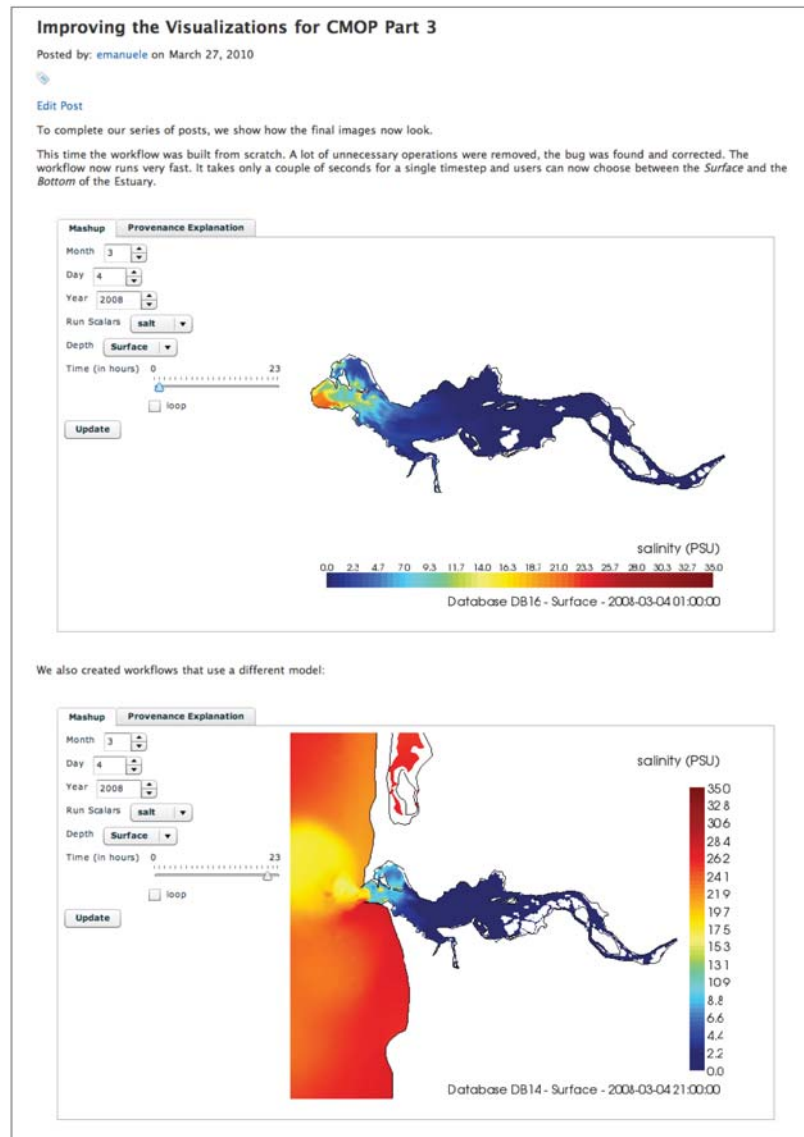 Improving the Visualizations for CMOP Part 3
Posted by: emanuele on March 27, 2010
Edit Post
To complete our series of posts, we show how the final images now look.
This time the workflow was built from scratch. A lot of unnecessary operations were removed, the bug was found and corrected. The
workflow now runs very fast. It takes only a couple of seconds for a single timestep and users can now choose between the Surface and the
Bottom of the Estuary.
Mashup Provenance Explanation
Month 3
Day 4
Year 2008
Run Scalars salt
Depth Surface
Time (in hours) 0 23
loop
Update
salinity (PSU)
0.0 2.3 4.7 7.0 9.3 11.7 14.0 16.3 18.7 21.0 23.3 25.7 28.0 30.3 32.7 35.0
Database DB16 - Surface - 2008-03-04 01:00:00
We also created workflows that use a different model:
Mashup Provenance Explanation
Month 3
Day 4
Year 2008
Run Scalars salt
Depth Surface
Time (in hours) 0 23
loop
Update
salinity (PSU)
35.0
32.8
30.6
28.4
26.2
24.1
21.9
19.7
17.5
15.3
13.1
10.9
8.8
6.6
4.4
2.2
0.0
Database DB14 - Surface - 2008-03-04 21:00:00